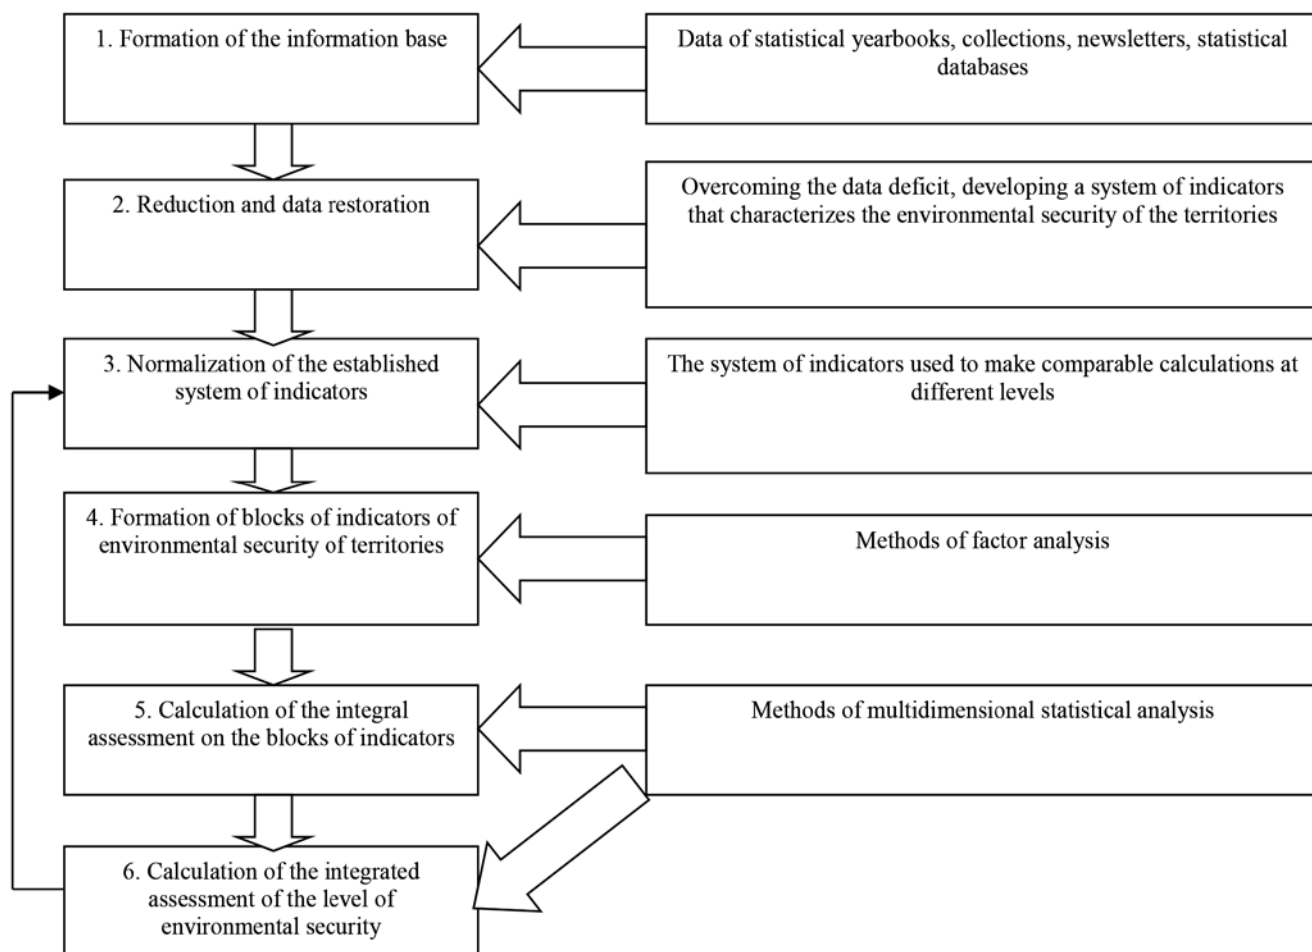 1. Formation of the information base
Data of statistical yearbooks, collections, newsletters, statistical
databases
2. Reduction and data restoration
Overcoming the data deficit, developing a system of indicators
that characterizes the environmental security of the territories
3. Normalization of the established
system of indicators
The system of indicators used to make comparable calculations at
different levels
4. Formation of blocks of indicators of
environmental security of territories
Methods of factor analysis
5. Calculation of the integral
assessment on the blocks of indicators
Methods of multidimensional statistical analysis
6. Calculation of the integrated
assessment of the level of
environmental security